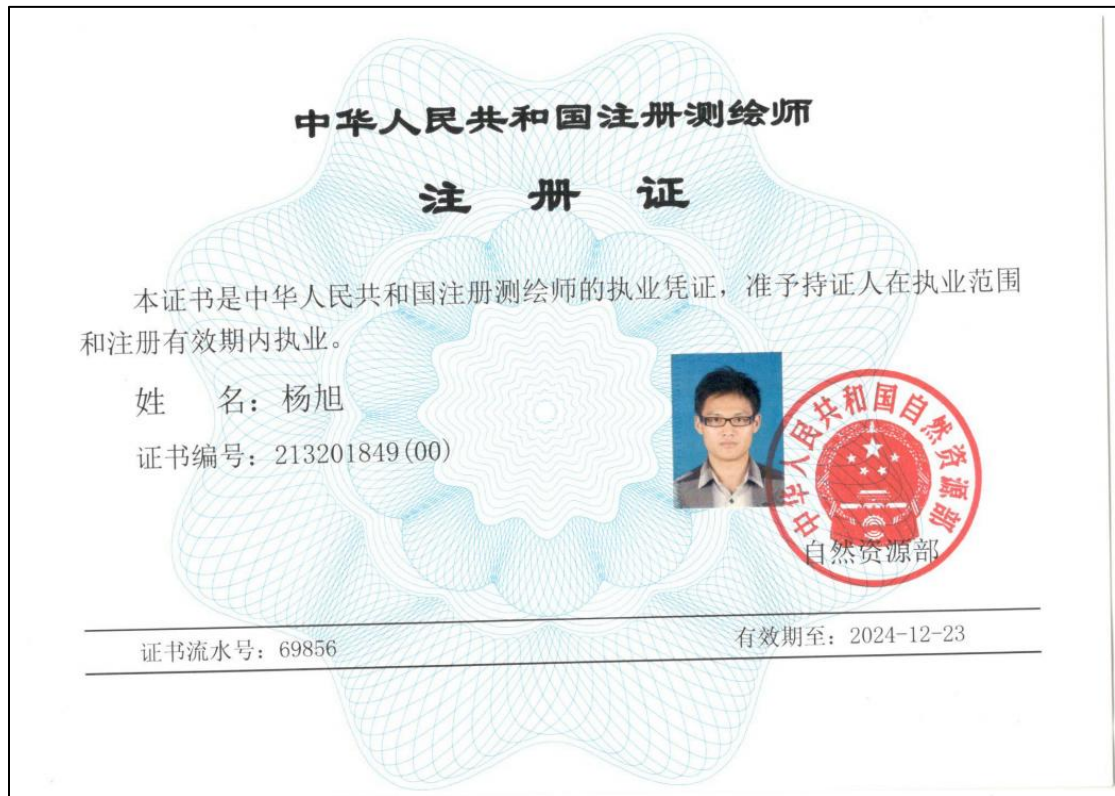 中华人民共和国注册测绘师
注 册 证
本证书是中华人民共和国注册测绘师的执业凭证，准予持证人在执业范围
和注册有效期内执业。
姓 名：杨旭
证书编号：213201849(00)
中华人民共和国自然资源部
自然资源部
证书流水号：69856
有效期至：2024-12-23